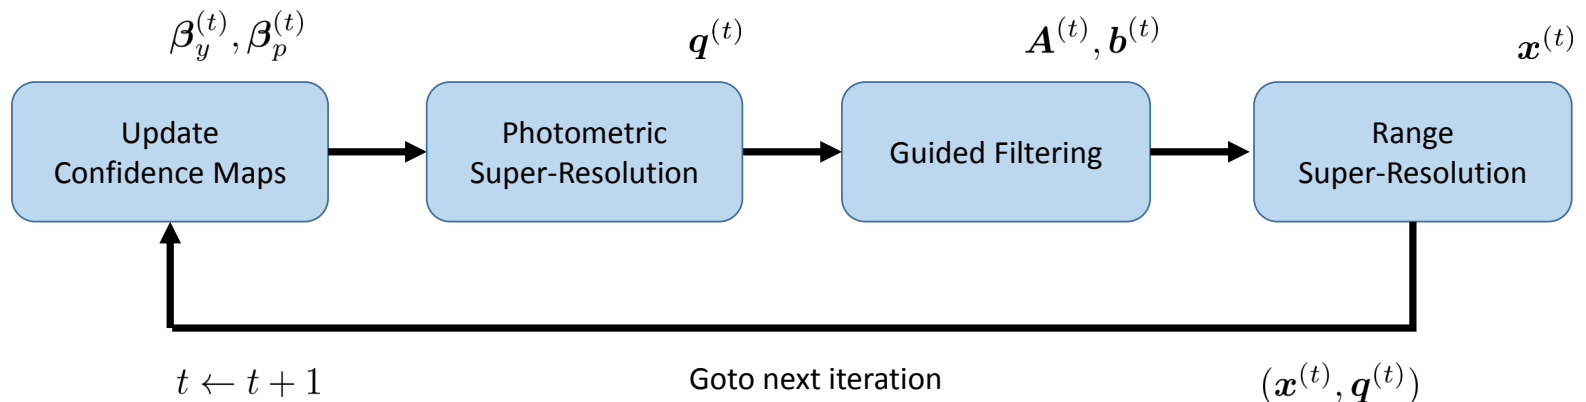 β_y^(t), β_p^(t)
q^(t)
A^(t), b^(t)
x^(t)
Update
Confidence Maps
Photometric
Super-Resolution
Guided Filtering
Range
Super-Resolution
t ← t + 1
Goto next iteration
(x^(t), q^(t))